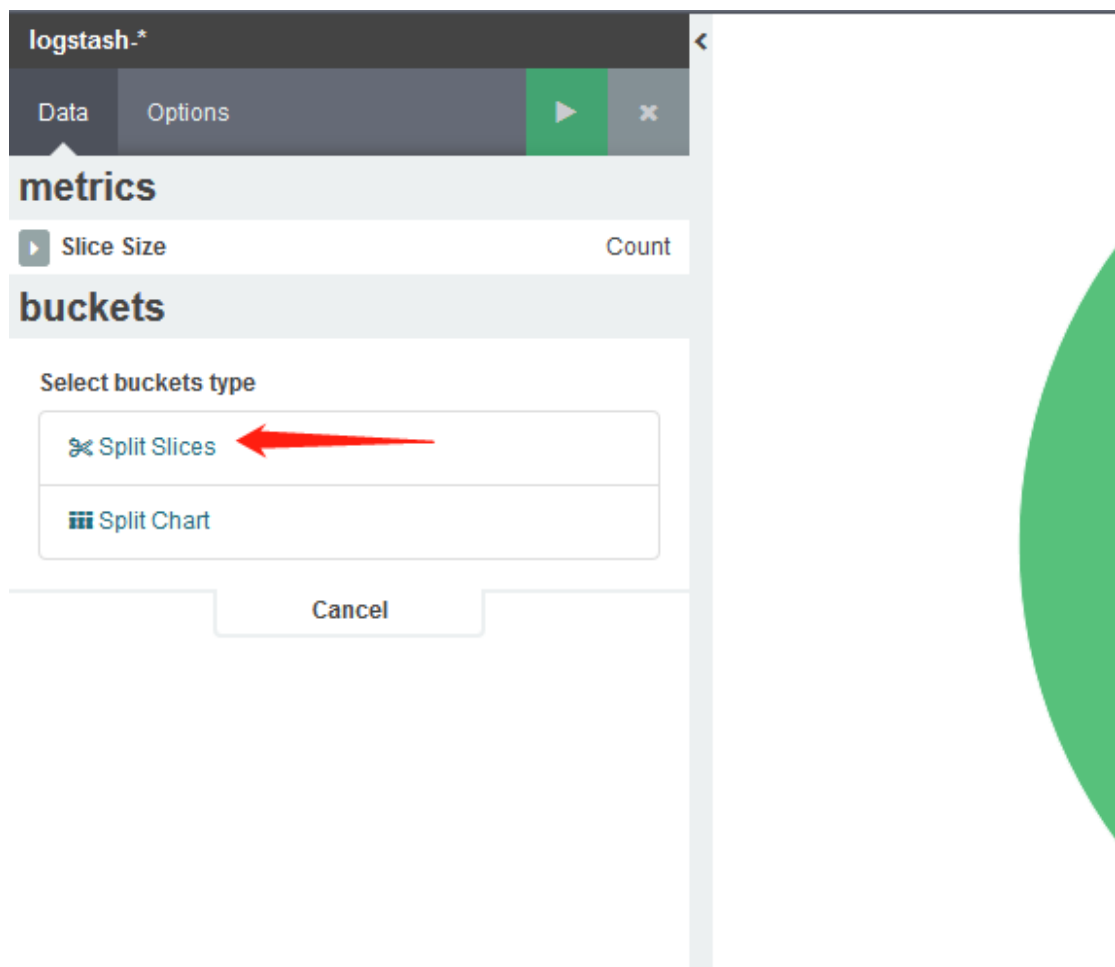 logstash-*
Data Options
metrics
Slice Size Count
buckets
Select buckets type
Split Slices
Split Chart
Cancel